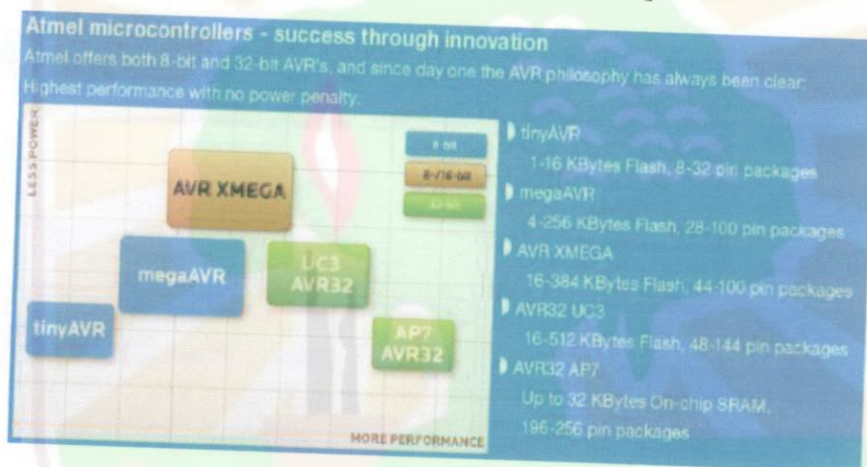 Atmel microcontrollers - success through innovation
Atmel offers both 8-bit and 32-bit AVR's, and since day one the AVR philosophy has always been clear:
Highest performance with no power penalty.
LESS POWER
8-bit
8-/16-bit
32-bit
AVR XMEGA
megaAVR
UC3
AVR32
tinyAVR
AP7
AVR32
MORE PERFORMANCE
tinyAVR
1-16 KBytes Flash, 8-32 pin packages
megaAVR
4-256 KBytes Flash, 28-100 pin packages
AVR XMEGA
16-384 KBytes Flash, 44-100 pin packages
AVR32 UC3
16-512 KBytes Flash, 48-144 pin packages
AVR32 AP7
Up to 32 KBytes On-chip SRAM,
196-256 pin packages